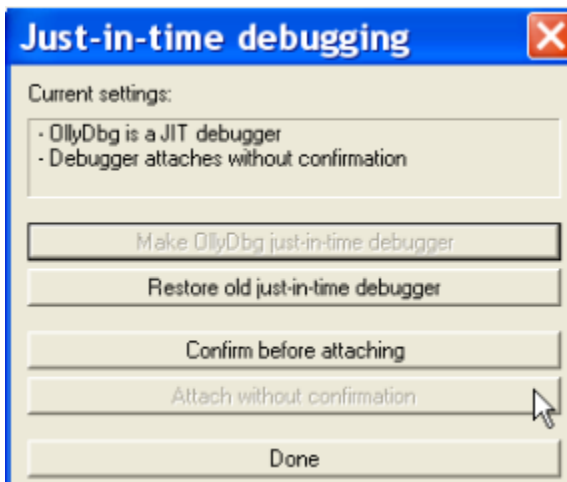 Just-in-time debugging
Current settings:
- OllyDbg is a JIT debugger
- Debugger attaches without confirmation
Make OllyDbg just-in-time debugger
Restore old just-in-time debugger
Confirm before attaching
Attach without confirmation
Done